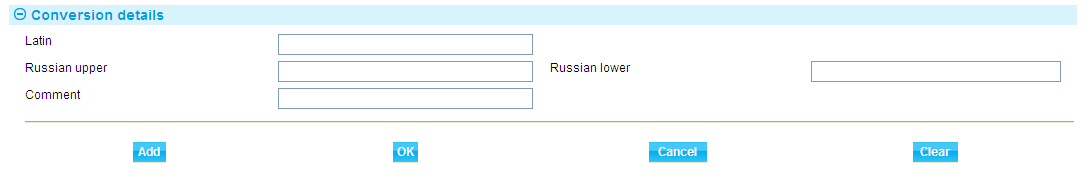 Conversion details
Latin
Russian upper Russian lower
Comment
Add OK Cancel Clear